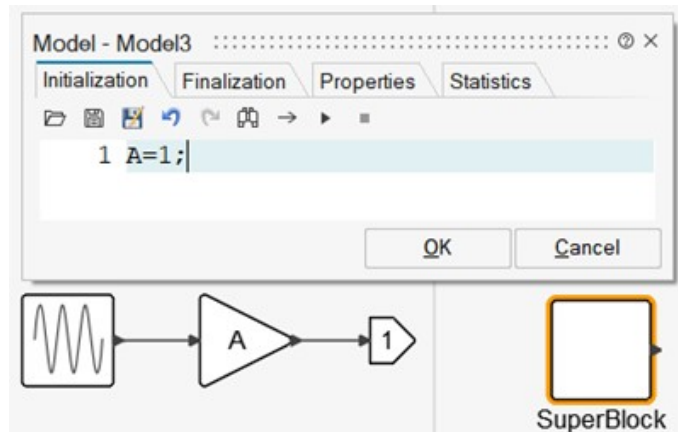 Model - Model3
Initialization Finalization Properties Statistics
1 A=1;
OK Cancel
A 1
SuperBlock